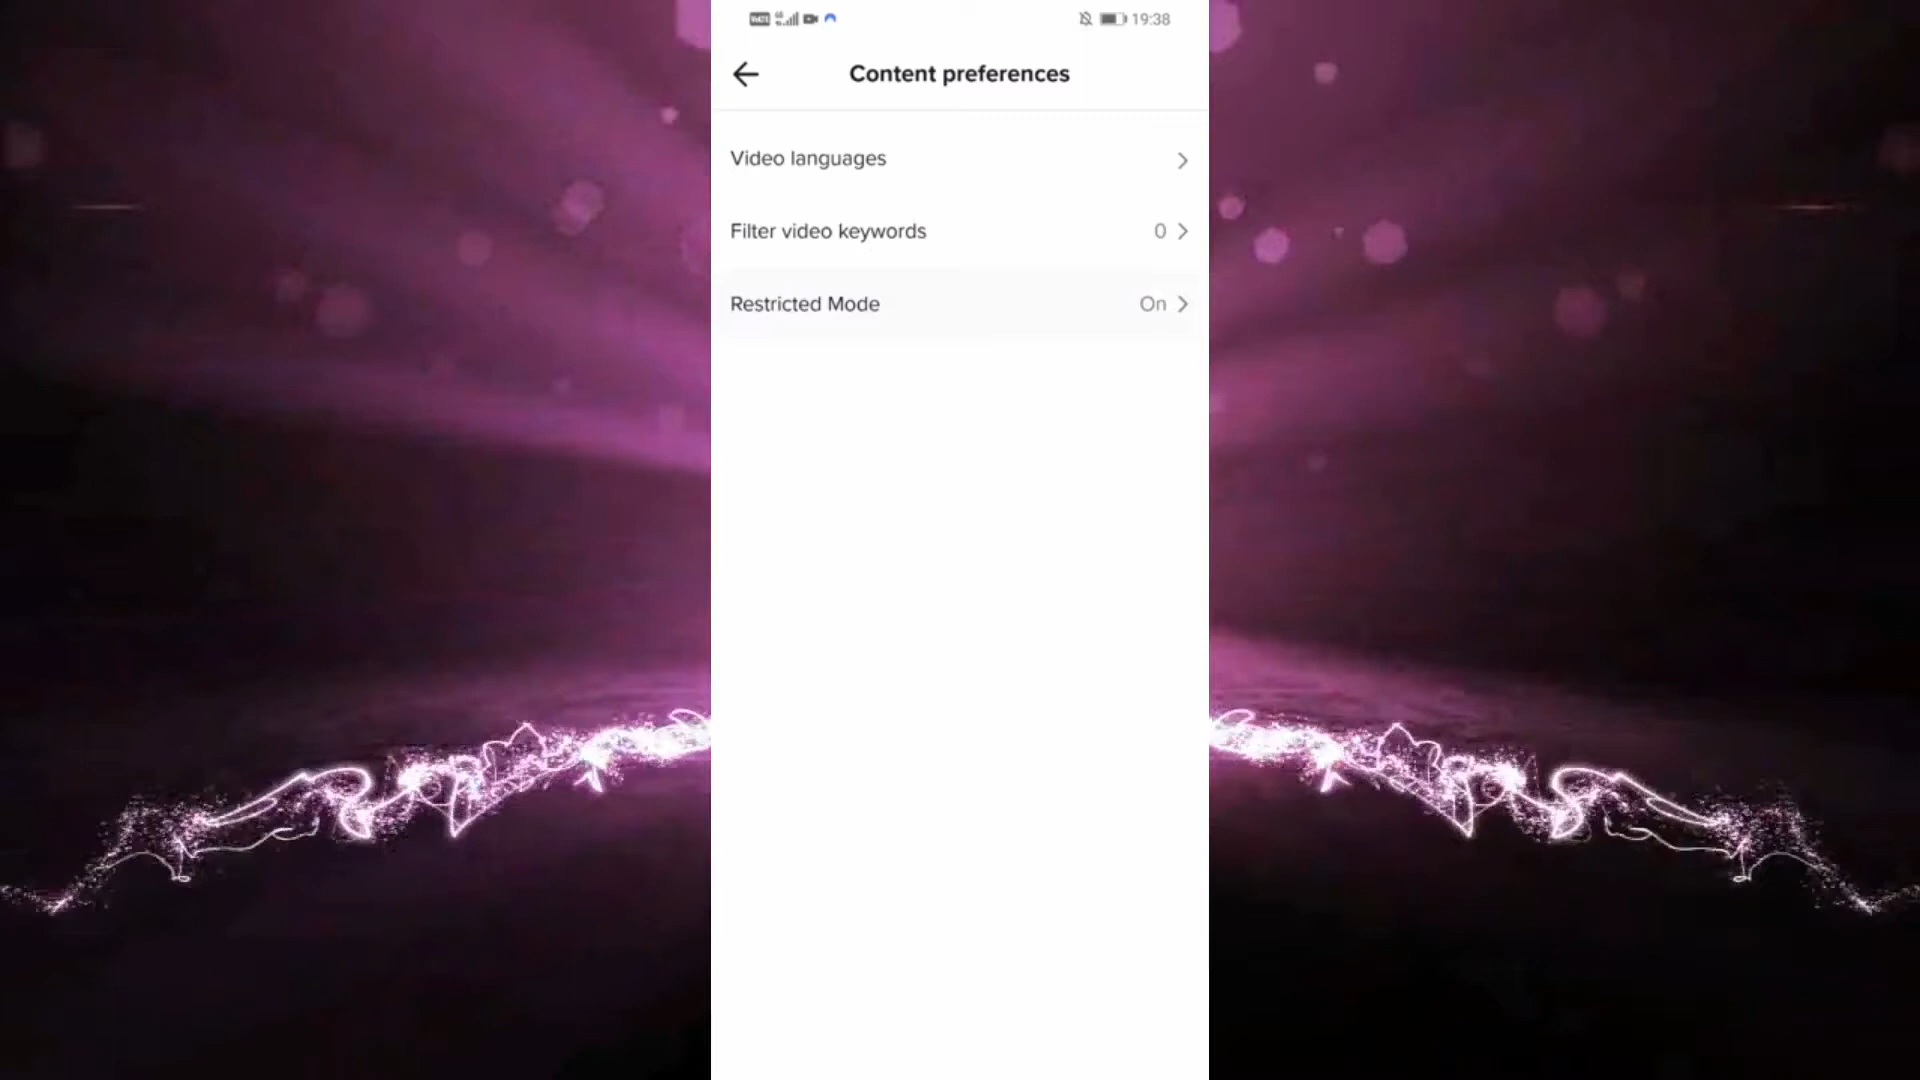 19:38
Content preferences
Video languages
Filter video keywords 0
Restricted Mode On